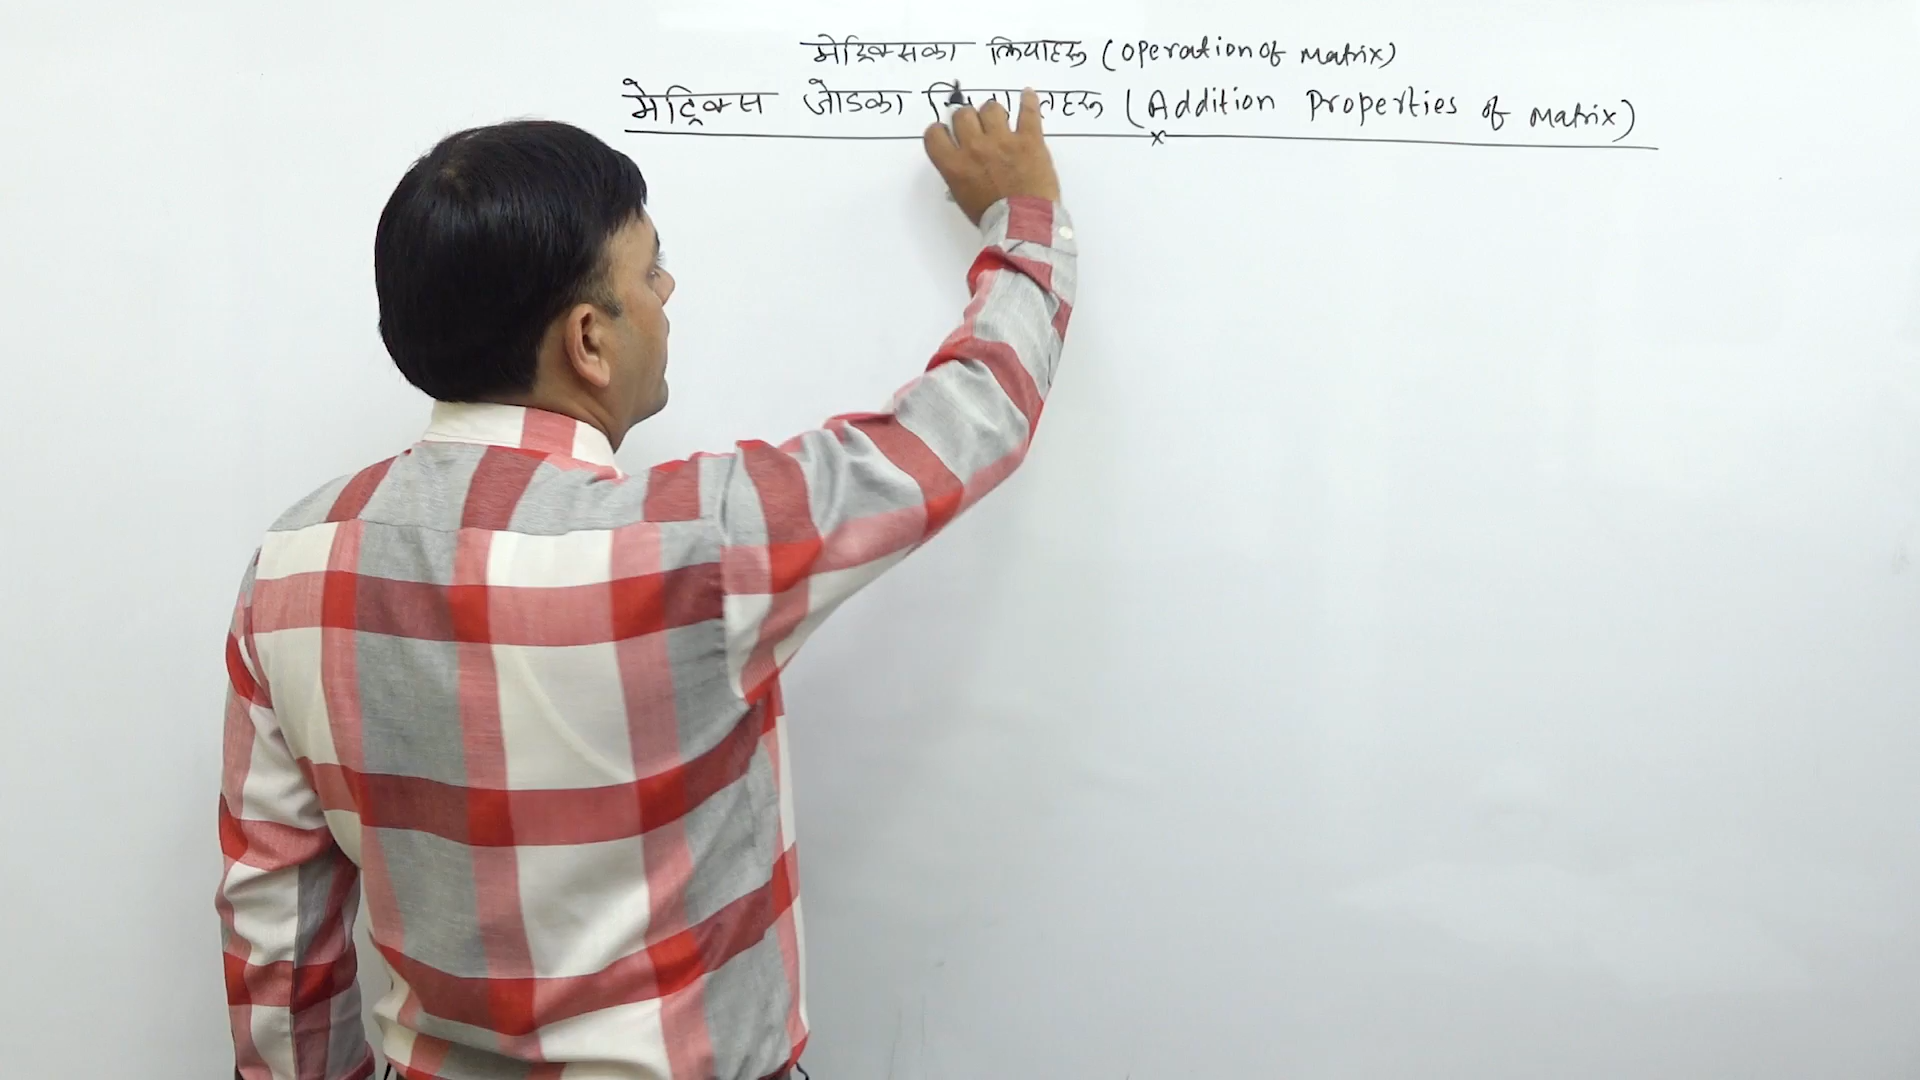 मेट्रिक्सका क्रियाहरू (Operation of Matrix)
मेट्रिक्स जोडका (Addition Properties of Matrix)